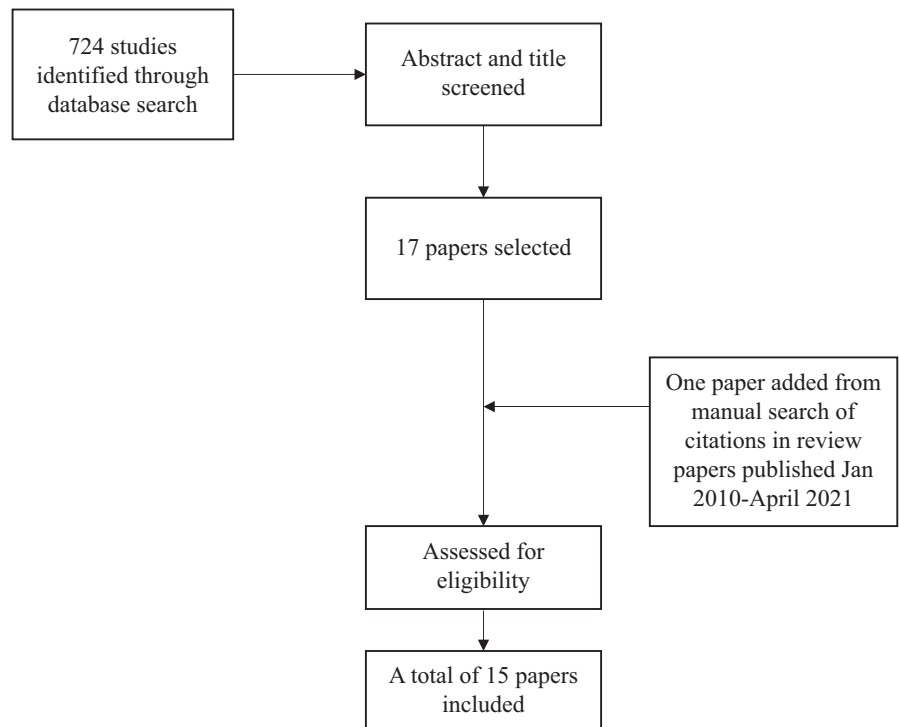 724 studies
identified through
database search
Abstract and title
screened
17 papers selected
One paper added from
manual search of
citations in review
papers published Jan
2010-April 2021
Assessed for
eligibility
A total of 15 papers
included